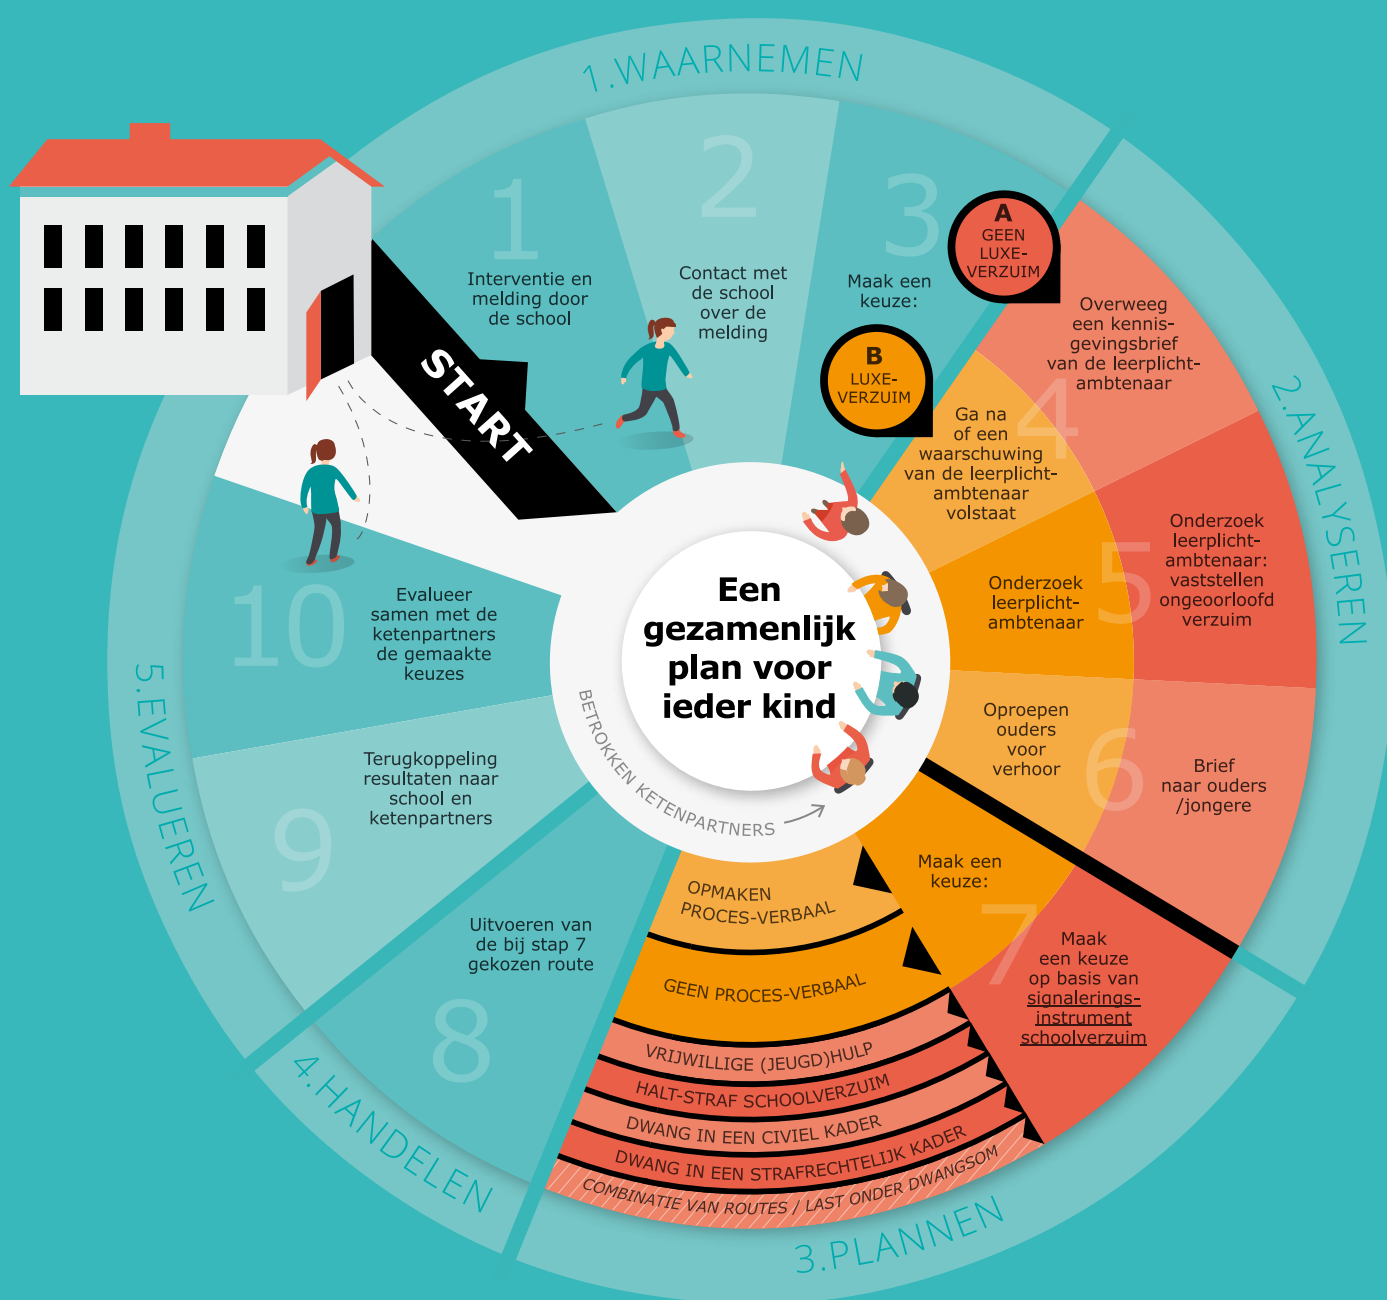 1.WAARNEMEN
START
1
Interventie en
melding door
de school
2
Contact met
de school
over de
melding
3
Maak een
keuze:
A
GEEN
LUXE-
VERZUIM
B
LUXE-
VERZUIM
2.ANALYSEREN
4
Overweeg
een kennis-
gevingsbrief
van de leerplicht-
ambtenaar
Ga na
of een
waarschuwing
van de leerplicht-
ambtenaar
volstaat
5
Onderzoek
leerplicht-
ambtenaar:
vaststellen
ongeoorloofd
verzuim
Onderzoek
leerplicht-
ambtenaar
6
Brief
naar ouders
/jongere
Oproepen
ouders
voor
verhoor
3.PLANNEN
7
Maak een
keuze:
Maak
een keuze
op basis van
signalerings-
instrument
schoolverzuim
OPMAKEN
PROCES-VERBAAL
GEEN PROCES-VERBAAL
VRIJWILLIGE (JEUGD)HULP
HALT-STRAF SCHOOLVERZUIM
DWANG IN EEN CIVIEL KADER
DWANG IN EEN STRAFRECHTELIJK KADER
COMBINATIE VAN ROUTES / LAST ONDER DWANGSOM
4.HANDELEN
8
Uitvoeren van
de bij stap 7
gekozen route
5.EVALUEREN
9
Terugkoppeling
resultaten naar
school en
ketenpartners
10
Evalueer
samen met de
ketenpartners
de gemaakte
keuzes
Een
gezamenlijk
plan voor
ieder kind
BETROKKEN KETENPARTNERS